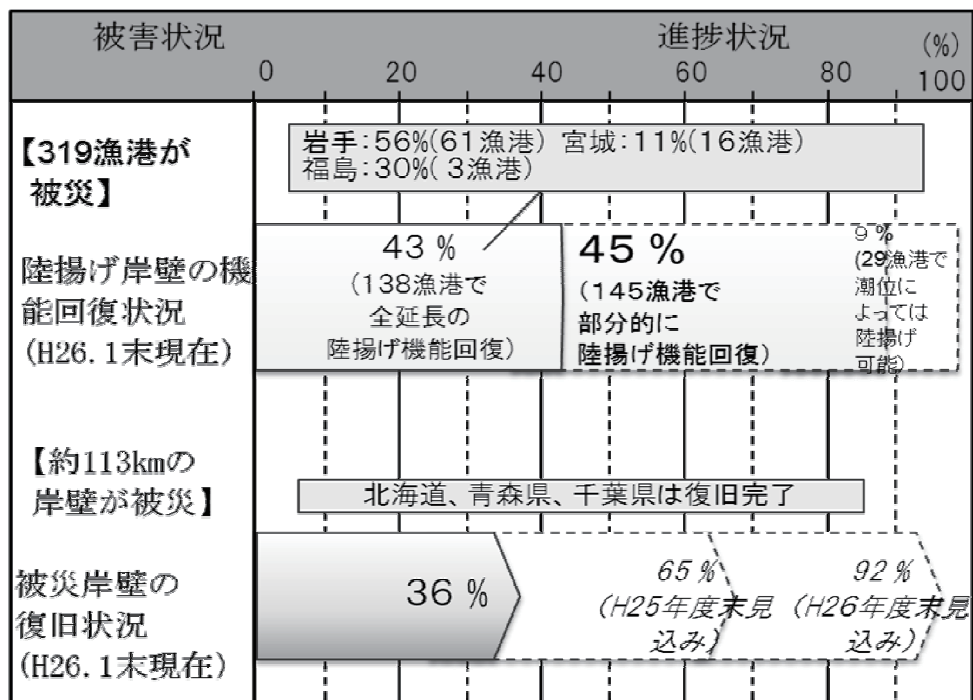 被害状況
進捗状況
(%)
0
20
40
60
80
100
【319漁港が
被災】
岩手:56%(61漁港) 宮城:11%(16漁港)
福島:30%( 3漁港)
陸揚げ岸壁の機
能回復状況
(H26.1末現在)
43 %
(138漁港で
全延長の
陸揚げ機能回復)
45 %
(145漁港で
部分的に
陸揚げ機能回復)
9 %
(29漁港で
潮位に
よっては
陸揚げ
可能)
【約113kmの
岸壁が被災】
北海道、青森県、千葉県は復旧完了
被災岸壁の
復旧状況
(H26.1末現在)
36 %
65 %
(H25年度末見
込み)
92 %
(H26年度末見
込み)